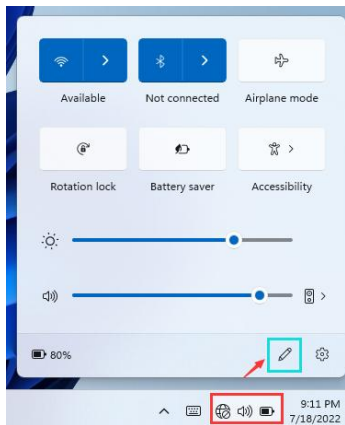 Available Not connected Airplane mode
Rotation lock Battery saver Accessibility
80%
9:11 PM
7/18/2022